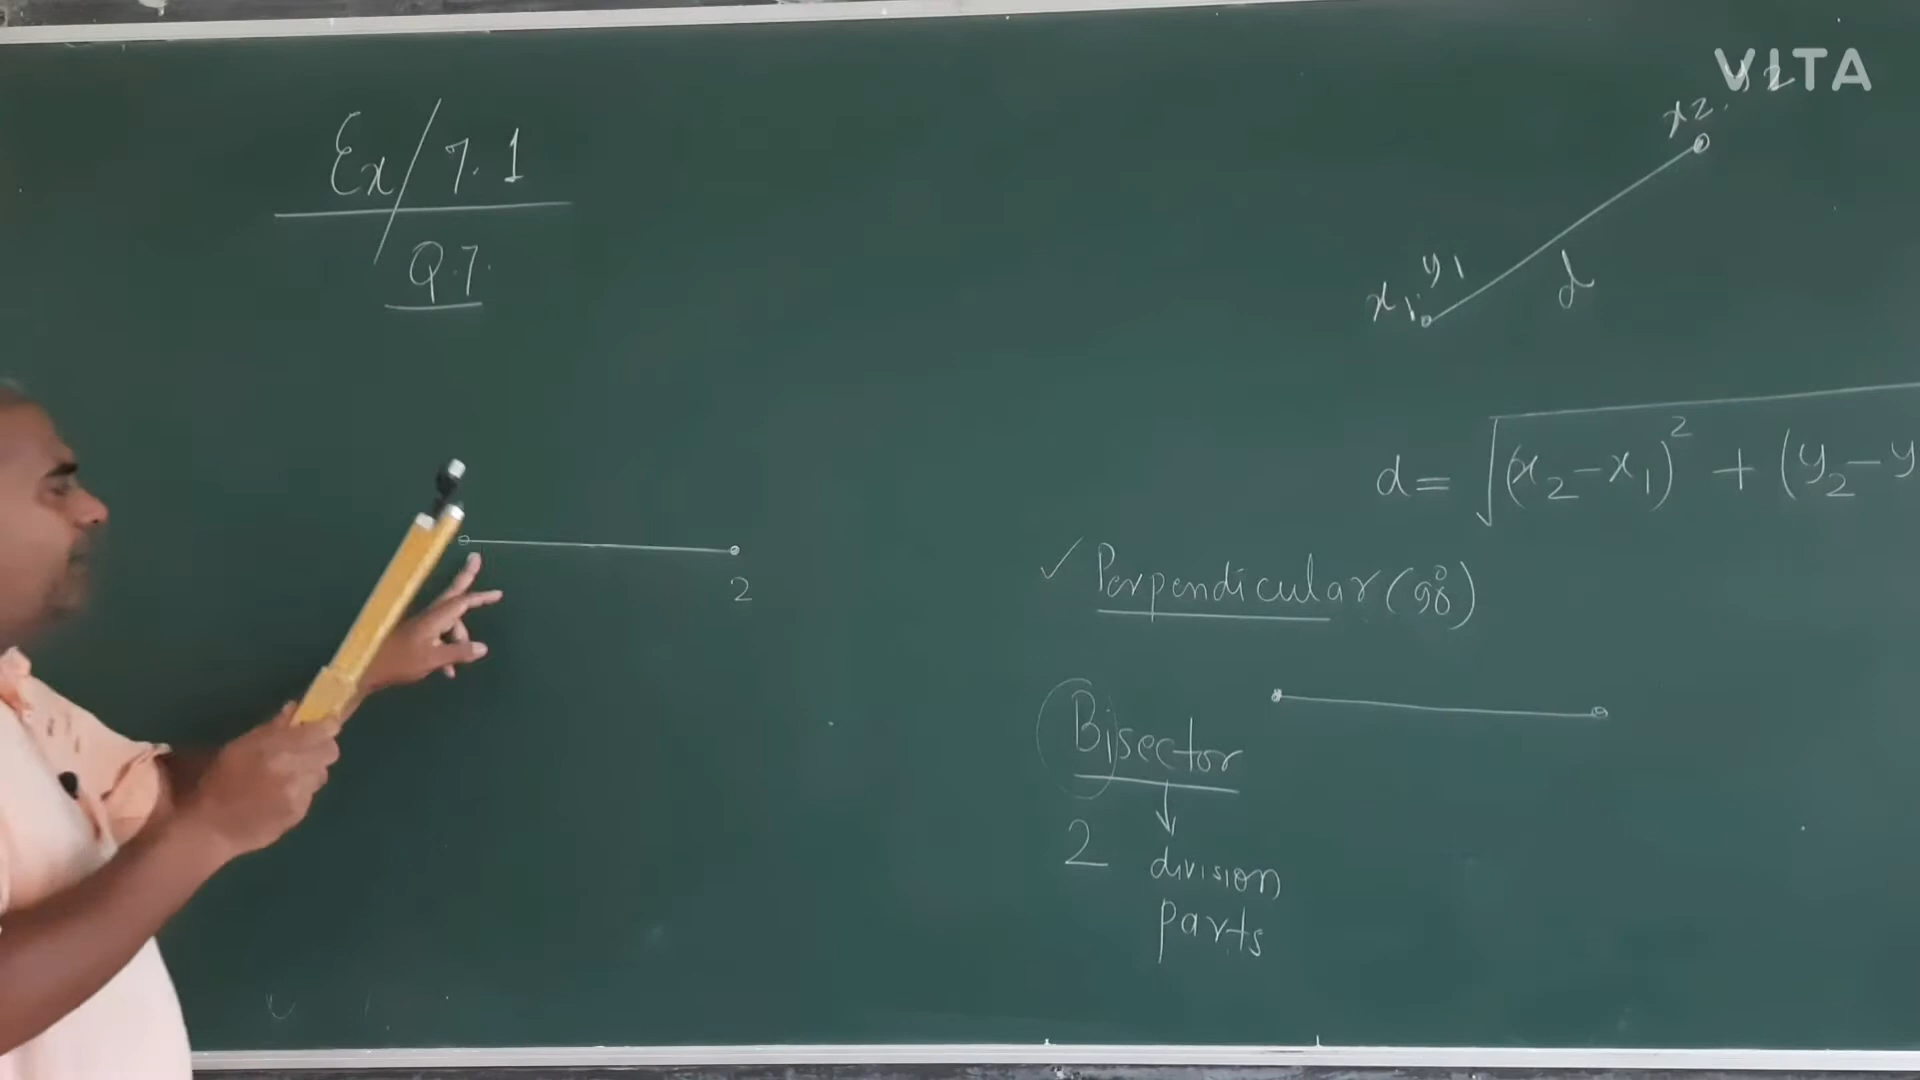 VITA
Ex/7.1
Q.7.
x2, y2
x1, y1
d
d = √(x2-x1)² + (y2-y
2
✓ Perpendicular (90°)
Bisector
↓
2 division
parts